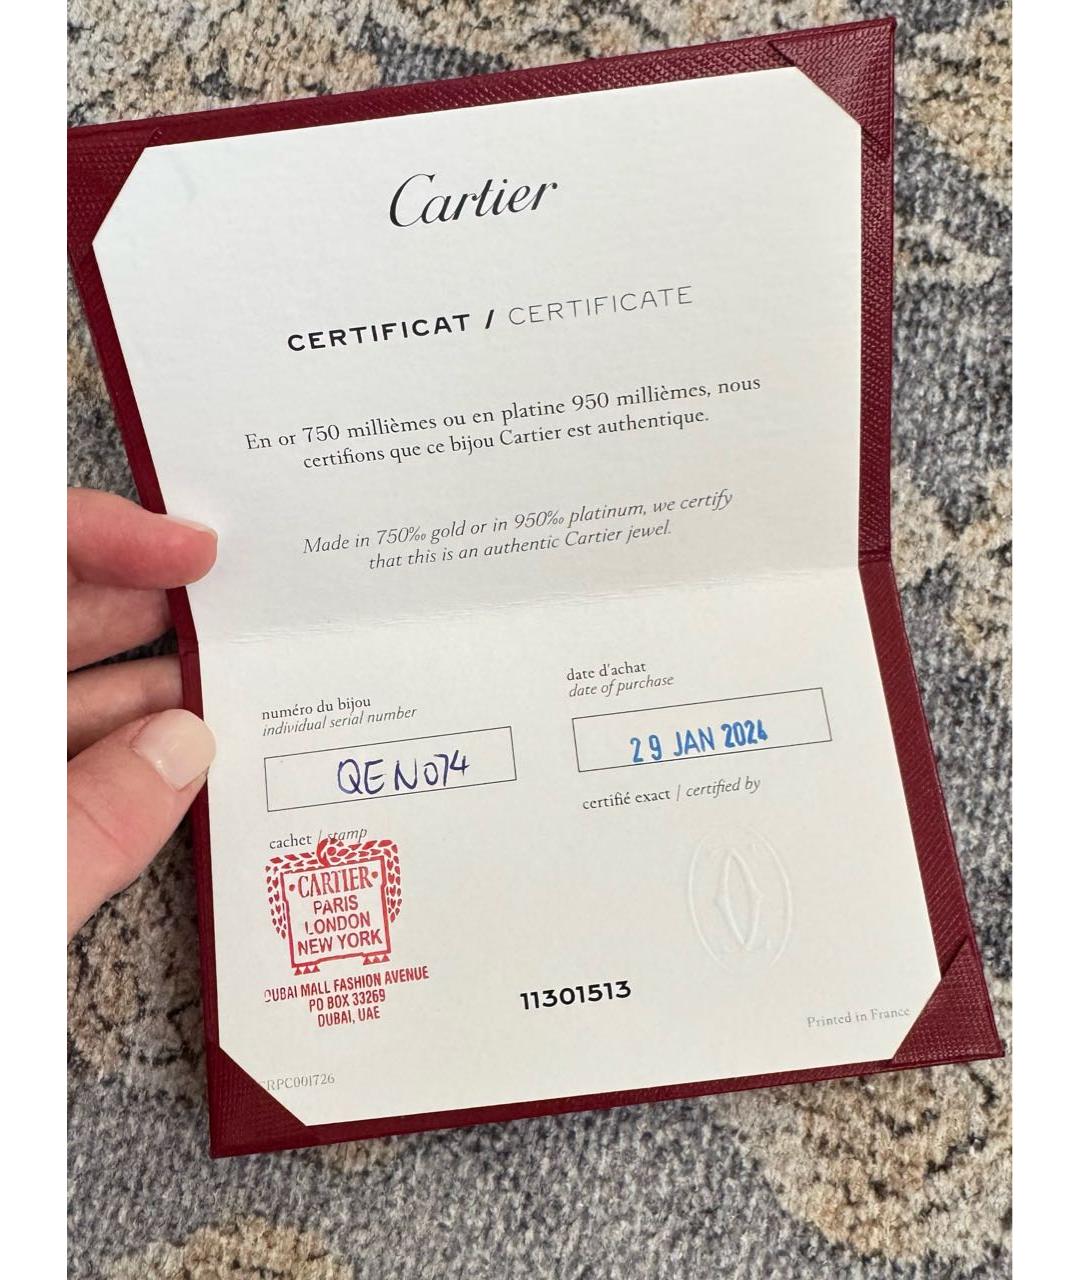 Cartier
CERTIFICAT / CERTIFICATE
En or 750 millièmes ou en platine 950 millièmes, nous
certifions que ce bijou Cartier est authentique.
Made in 750‰ gold or in 950‰ platinum, we certify
that this is an authentic Cartier jewel.
numéro du bijou
individual serial number
QEN074
date d'achat
date of purchase
29 JAN 2024
certifié exact / certified by
cachet / stamp
·CARTIER·
PARIS
LONDON
NEW YORK
DUBAI MALL FASHION AVENUE
PO BOX 33269
DUBAI, UAE
11301513
Printed in France
CRPC001726